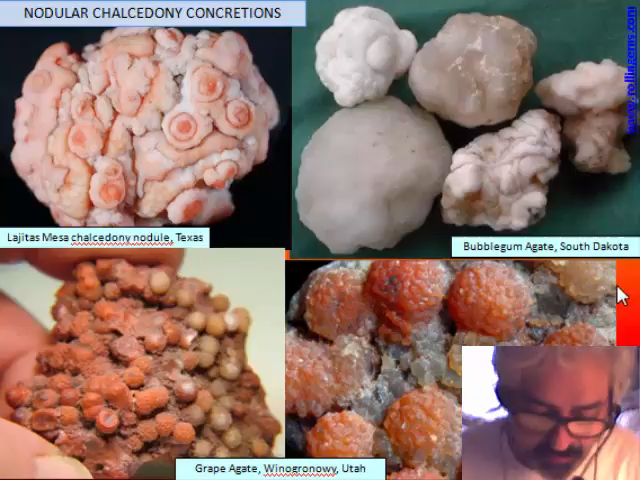 NODULAR CHALCEDONY CONCRETIONS
Lajitas Mesa chalcedony nodule, Texas
Bubblegum Agate, South Dakota
Grape Agate, Winogronowy, Utah